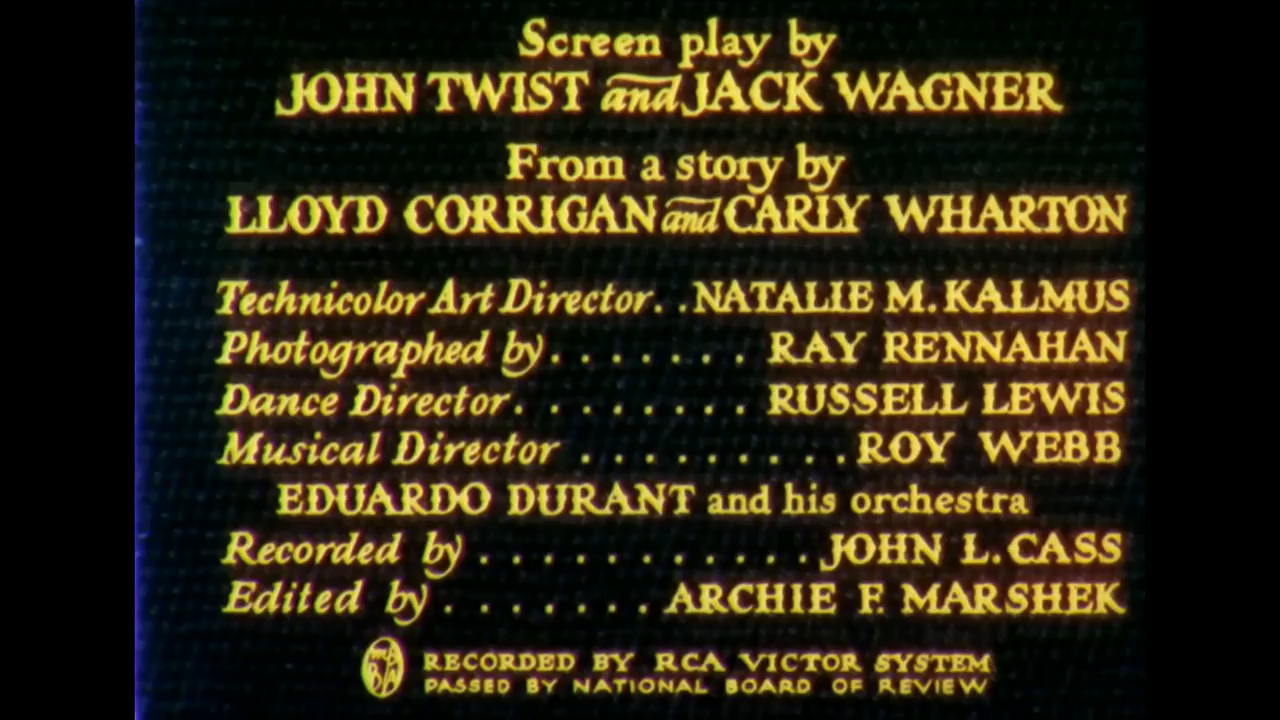 Screen play by
JOHN TWIST and JACK WAGNER
From a story by
LLOYD CORRIGAN and CARLY WHARTON
Technicolor Art Director. . NATALIE M. KALMUS
Photographed by. . . . . . . . RAY RENNAHAN
Dance Director. . . . . . . . . RUSSELL LEWIS
Musical Director . . . . . . . . . ROY WEBB
EDUARDO DURANT and his orchestra
Recorded by . . . . . . . . . . . . JOHN L. CASS
Edited by . . . . . . . ARCHIE F. MARSHEK
RECORDED BY RCA VICTOR SYSTEM
PASSED BY NATIONAL BOARD OF REVIEW